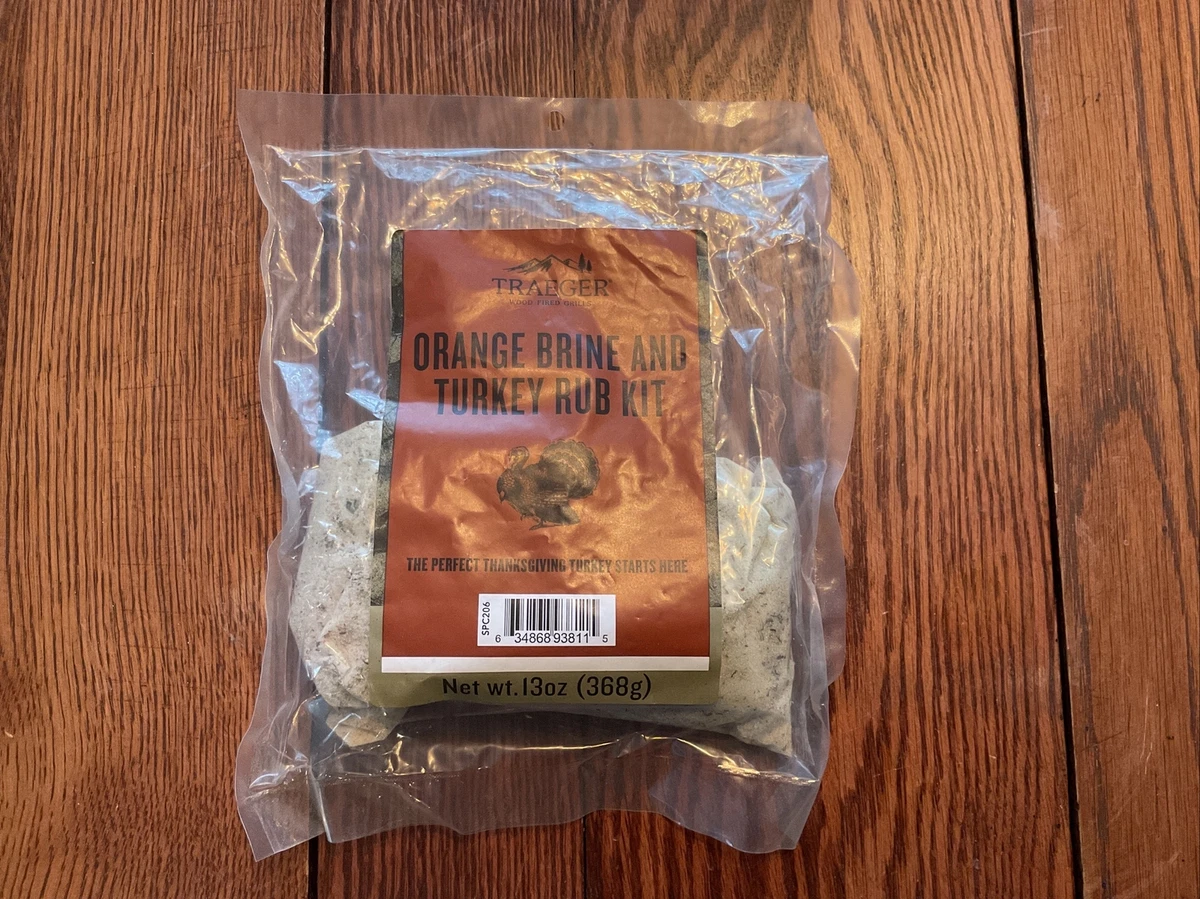 TRAEGER
WOOD FIRED GRILLS
ORANGE BRINE AND
TURKEY RUB KIT
THE PERFECT THANKSGIVING TURKEY STARTS HERE
SPC206
6 34868 93811 5
Net wt.13oz (368g)